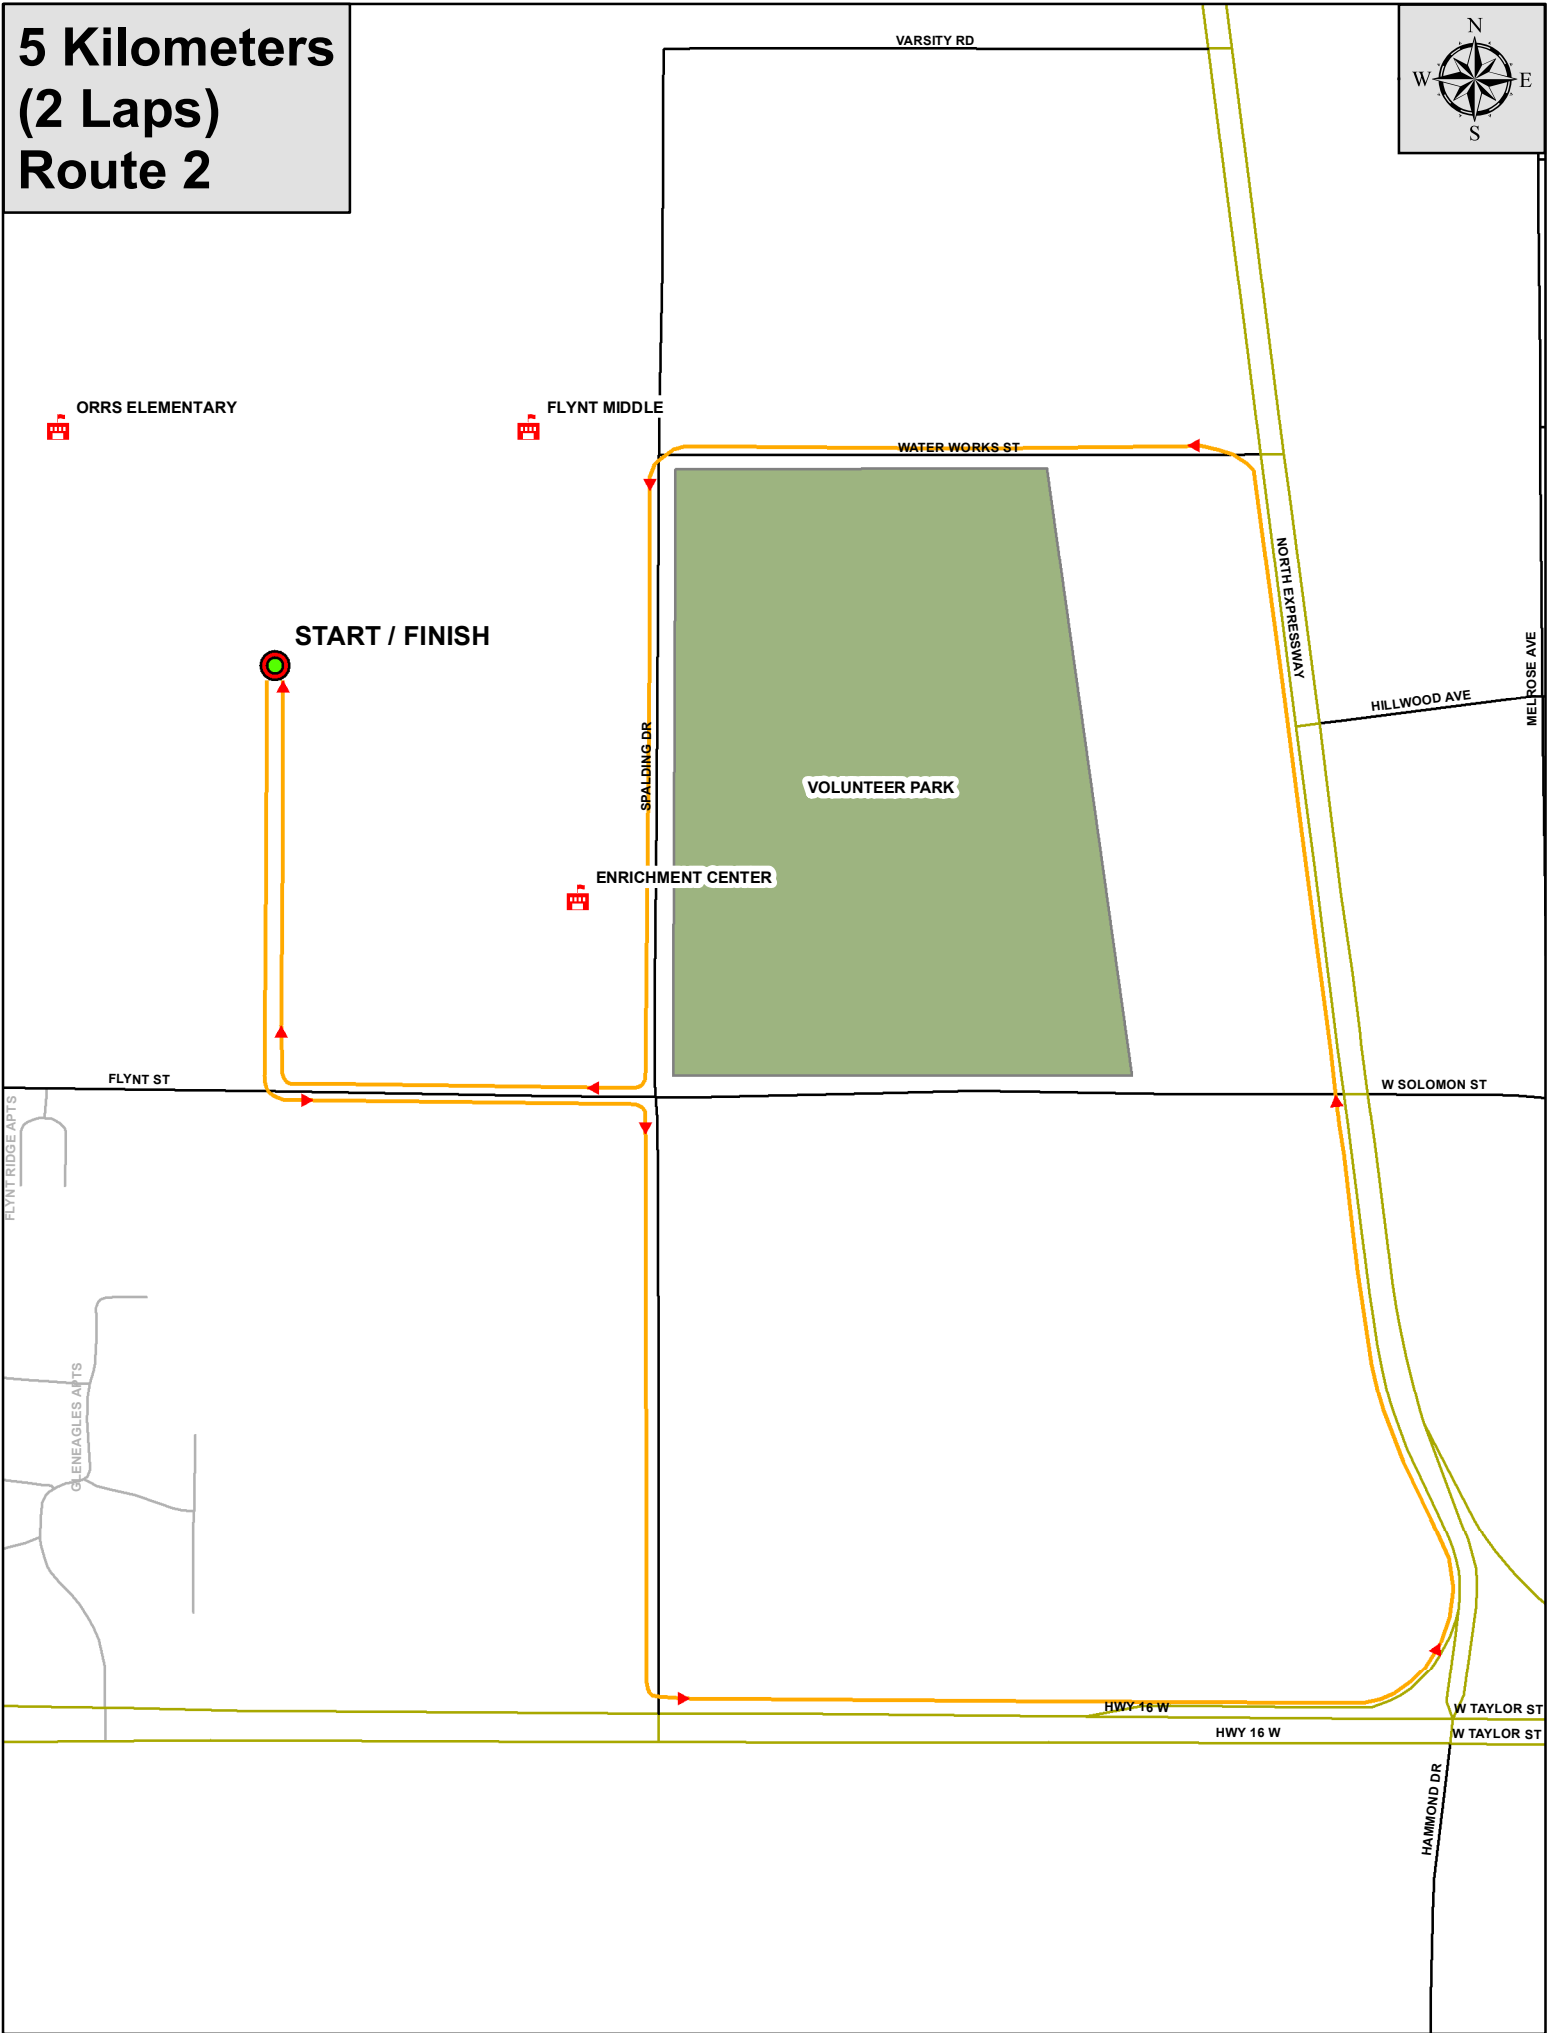 5 Kilometers
(2 Laps)
Route 2
N
W
E
S
VARSITY RD
ORRS ELEMENTARY
FLYNT MIDDLE
WATER WORKS ST
NORTH EXPRESSWAY
START / FINISH
MELROSE AVE
HILLWOOD AVE
SPALDING DR
VOLUNTEER PARK
ENRICHMENT CENTER
FLYNT ST
W SOLOMON ST
FLYNT RIDGE APTS
GLENEAGLES APTS
HWY 16 W
W TAYLOR ST
HWY 16 W
W TAYLOR ST
HAMMOND DR